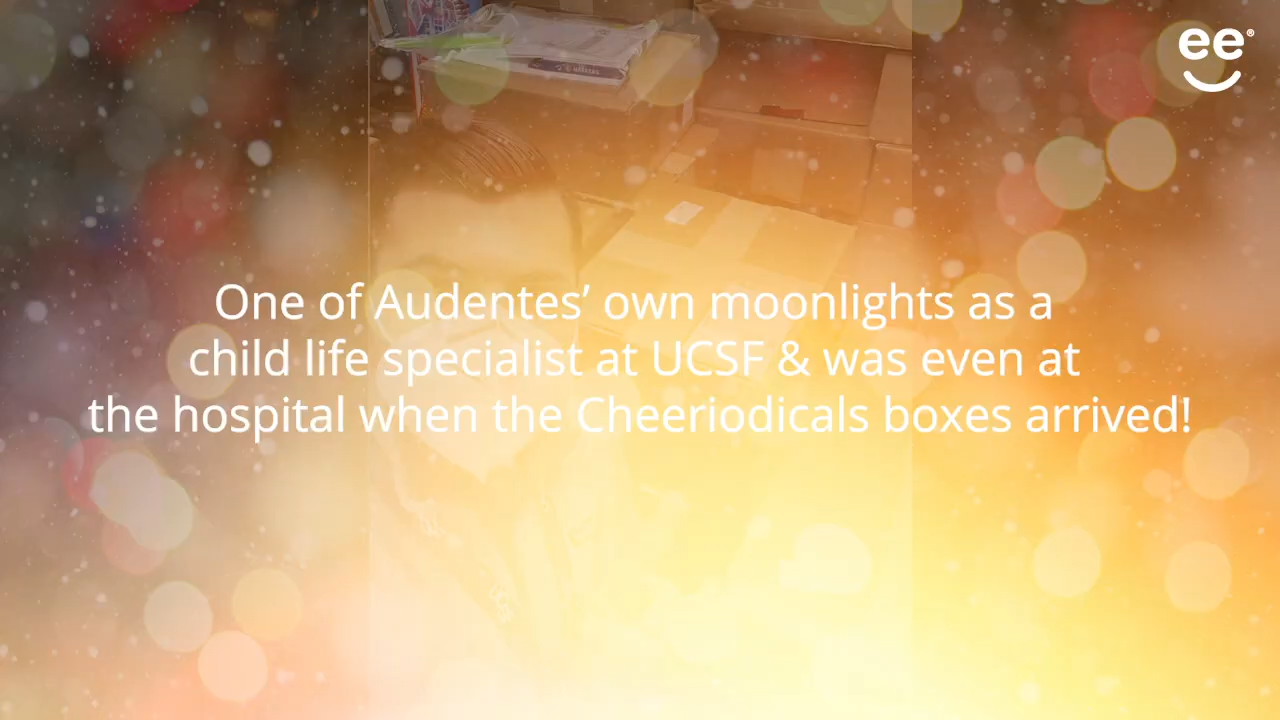 ee®
One of Audentes’ own moonlights as a
child life specialist at UCSF & was even at
the hospital when the Cheeriodicals boxes arrived!